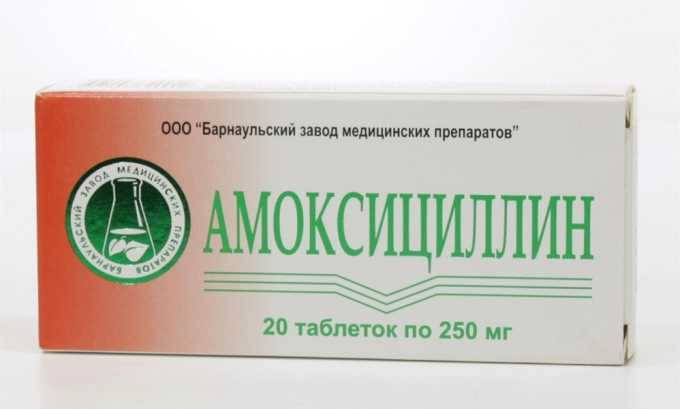 ООО "Барнаульский завод медицинских препаратов"
БАРНАУЛЬСКИЙ ЗАВОД МЕДИЦИНСКИХ ПРЕПАРАТОВ
АМОКСИЦИЛЛИН
20 таблеток по 250 мг